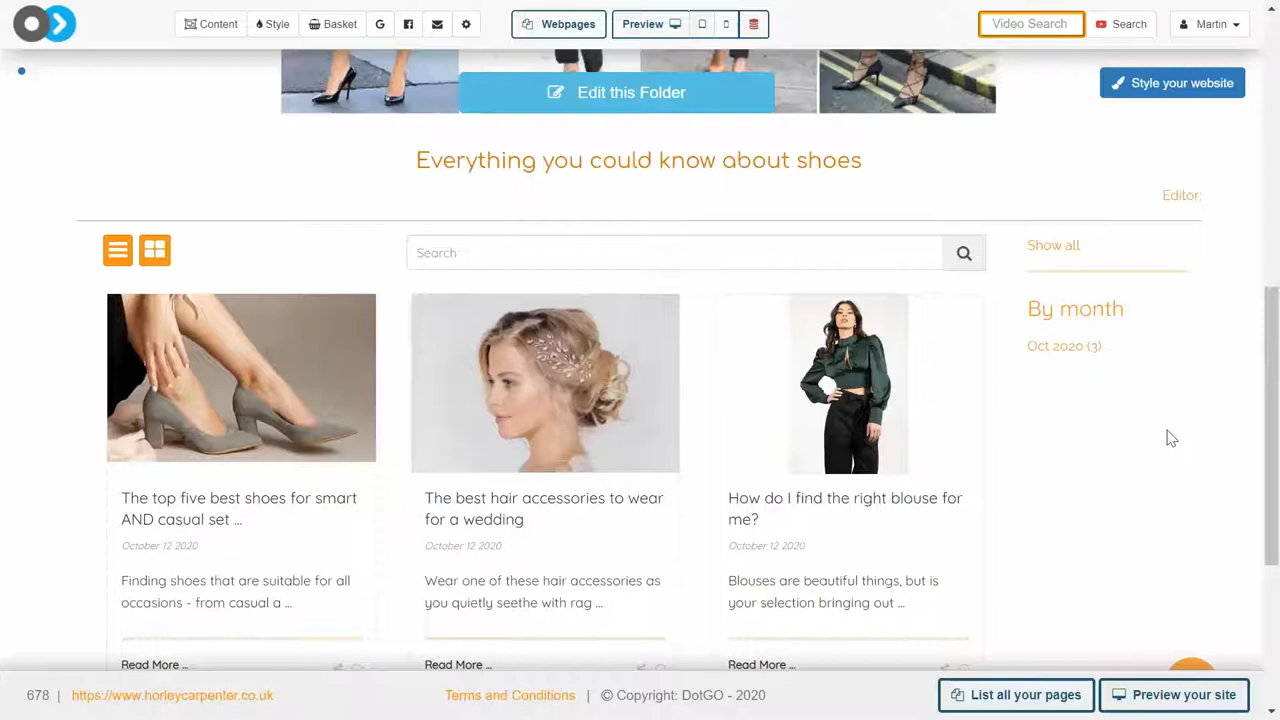 Content Style Basket Webpages Preview Video Search Search Martin
Edit this Folder
Style your website
Everything you could know about shoes
Editor;
Search
Show all
By month
Oct 2020 (3)
The top five best shoes for smart
AND casual set ...
October 12 2020
Finding shoes that are suitable for all
occasions - from casual a ...
Read More ...
The best hair accessories to wear
for a wedding
October 12 2020
Wear one of these hair accessories as
you quietly seethe with rag ...
Read More ...
How do I find the right blouse for
me?
October 12 2020
Blouses are beautiful things, but is
your selection bringing out ...
Read More ...
678 | https://www.horleycarpenter.co.uk Terms and Conditions | © Copyright: DotGO - 2020 List all your pages Preview your site